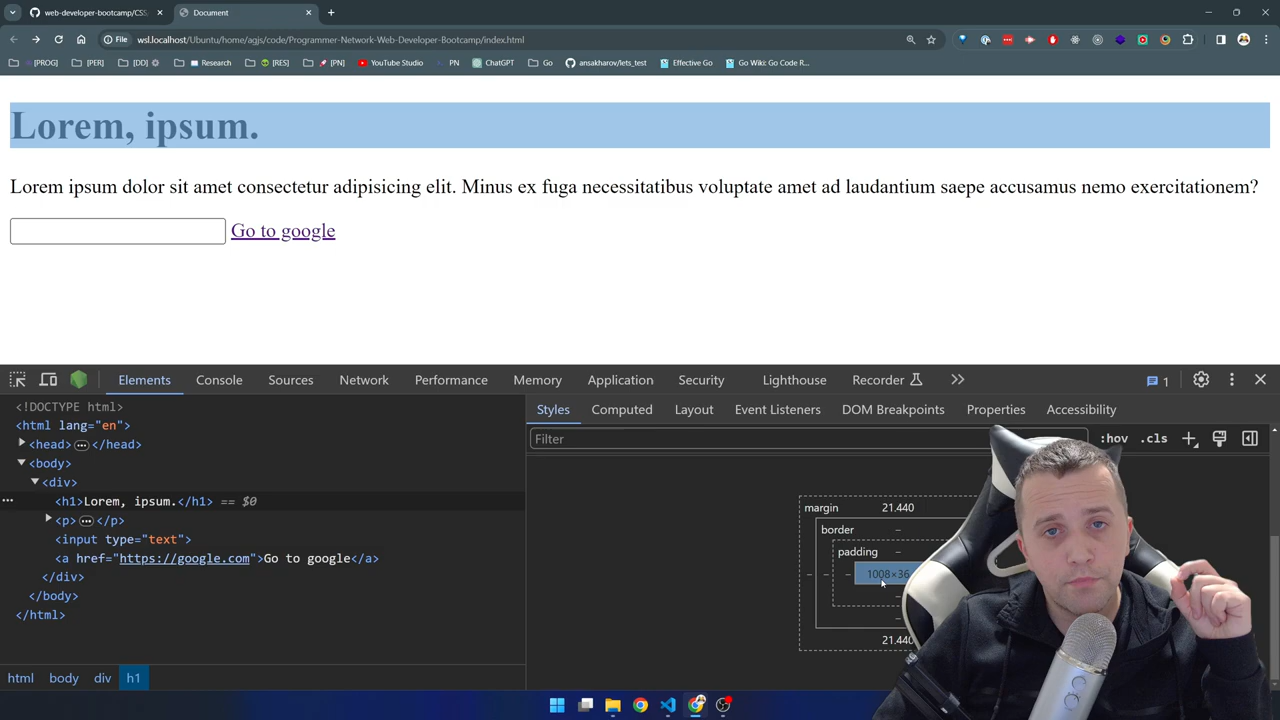 web-developer-bootcamp/CSS, Document
File wsl.localhost/Ubuntu/home/agjs/code/Programmer-Network-Web-Developer-Bootcamp/index.html
[PROG] [PER] [DD] [RES] Research [PN] YouTube Studio PN ChatGPT Go ansakharov/lets_test Effective Go Go Wiki: Go Code R...
Lorem, ipsum.
Lorem ipsum dolor sit amet consectetur adipisicing elit. Minus ex fuga necessitatibus voluptate amet ad laudantium saepe accusamus nemo exercitationem?
Go to google
Elements Console Sources Network Performance Memory Application Security Lighthouse Recorder 1
<!DOCTYPE html>
<html lang="en">
<head> </head>
<body>
<div>
<h1>Lorem, ipsum.</h1> == $0
<p> </p>
<input type="text">
<a href="https://google.com">Go to google</a>
</div>
</body>
</html>
html body div h1
Styles Computed Layout Event Listeners DOM Breakpoints Properties Accessibility
Filter :hov .cls
margin 21.440
border –
padding –
– – – 1008×36
–
–
21.440